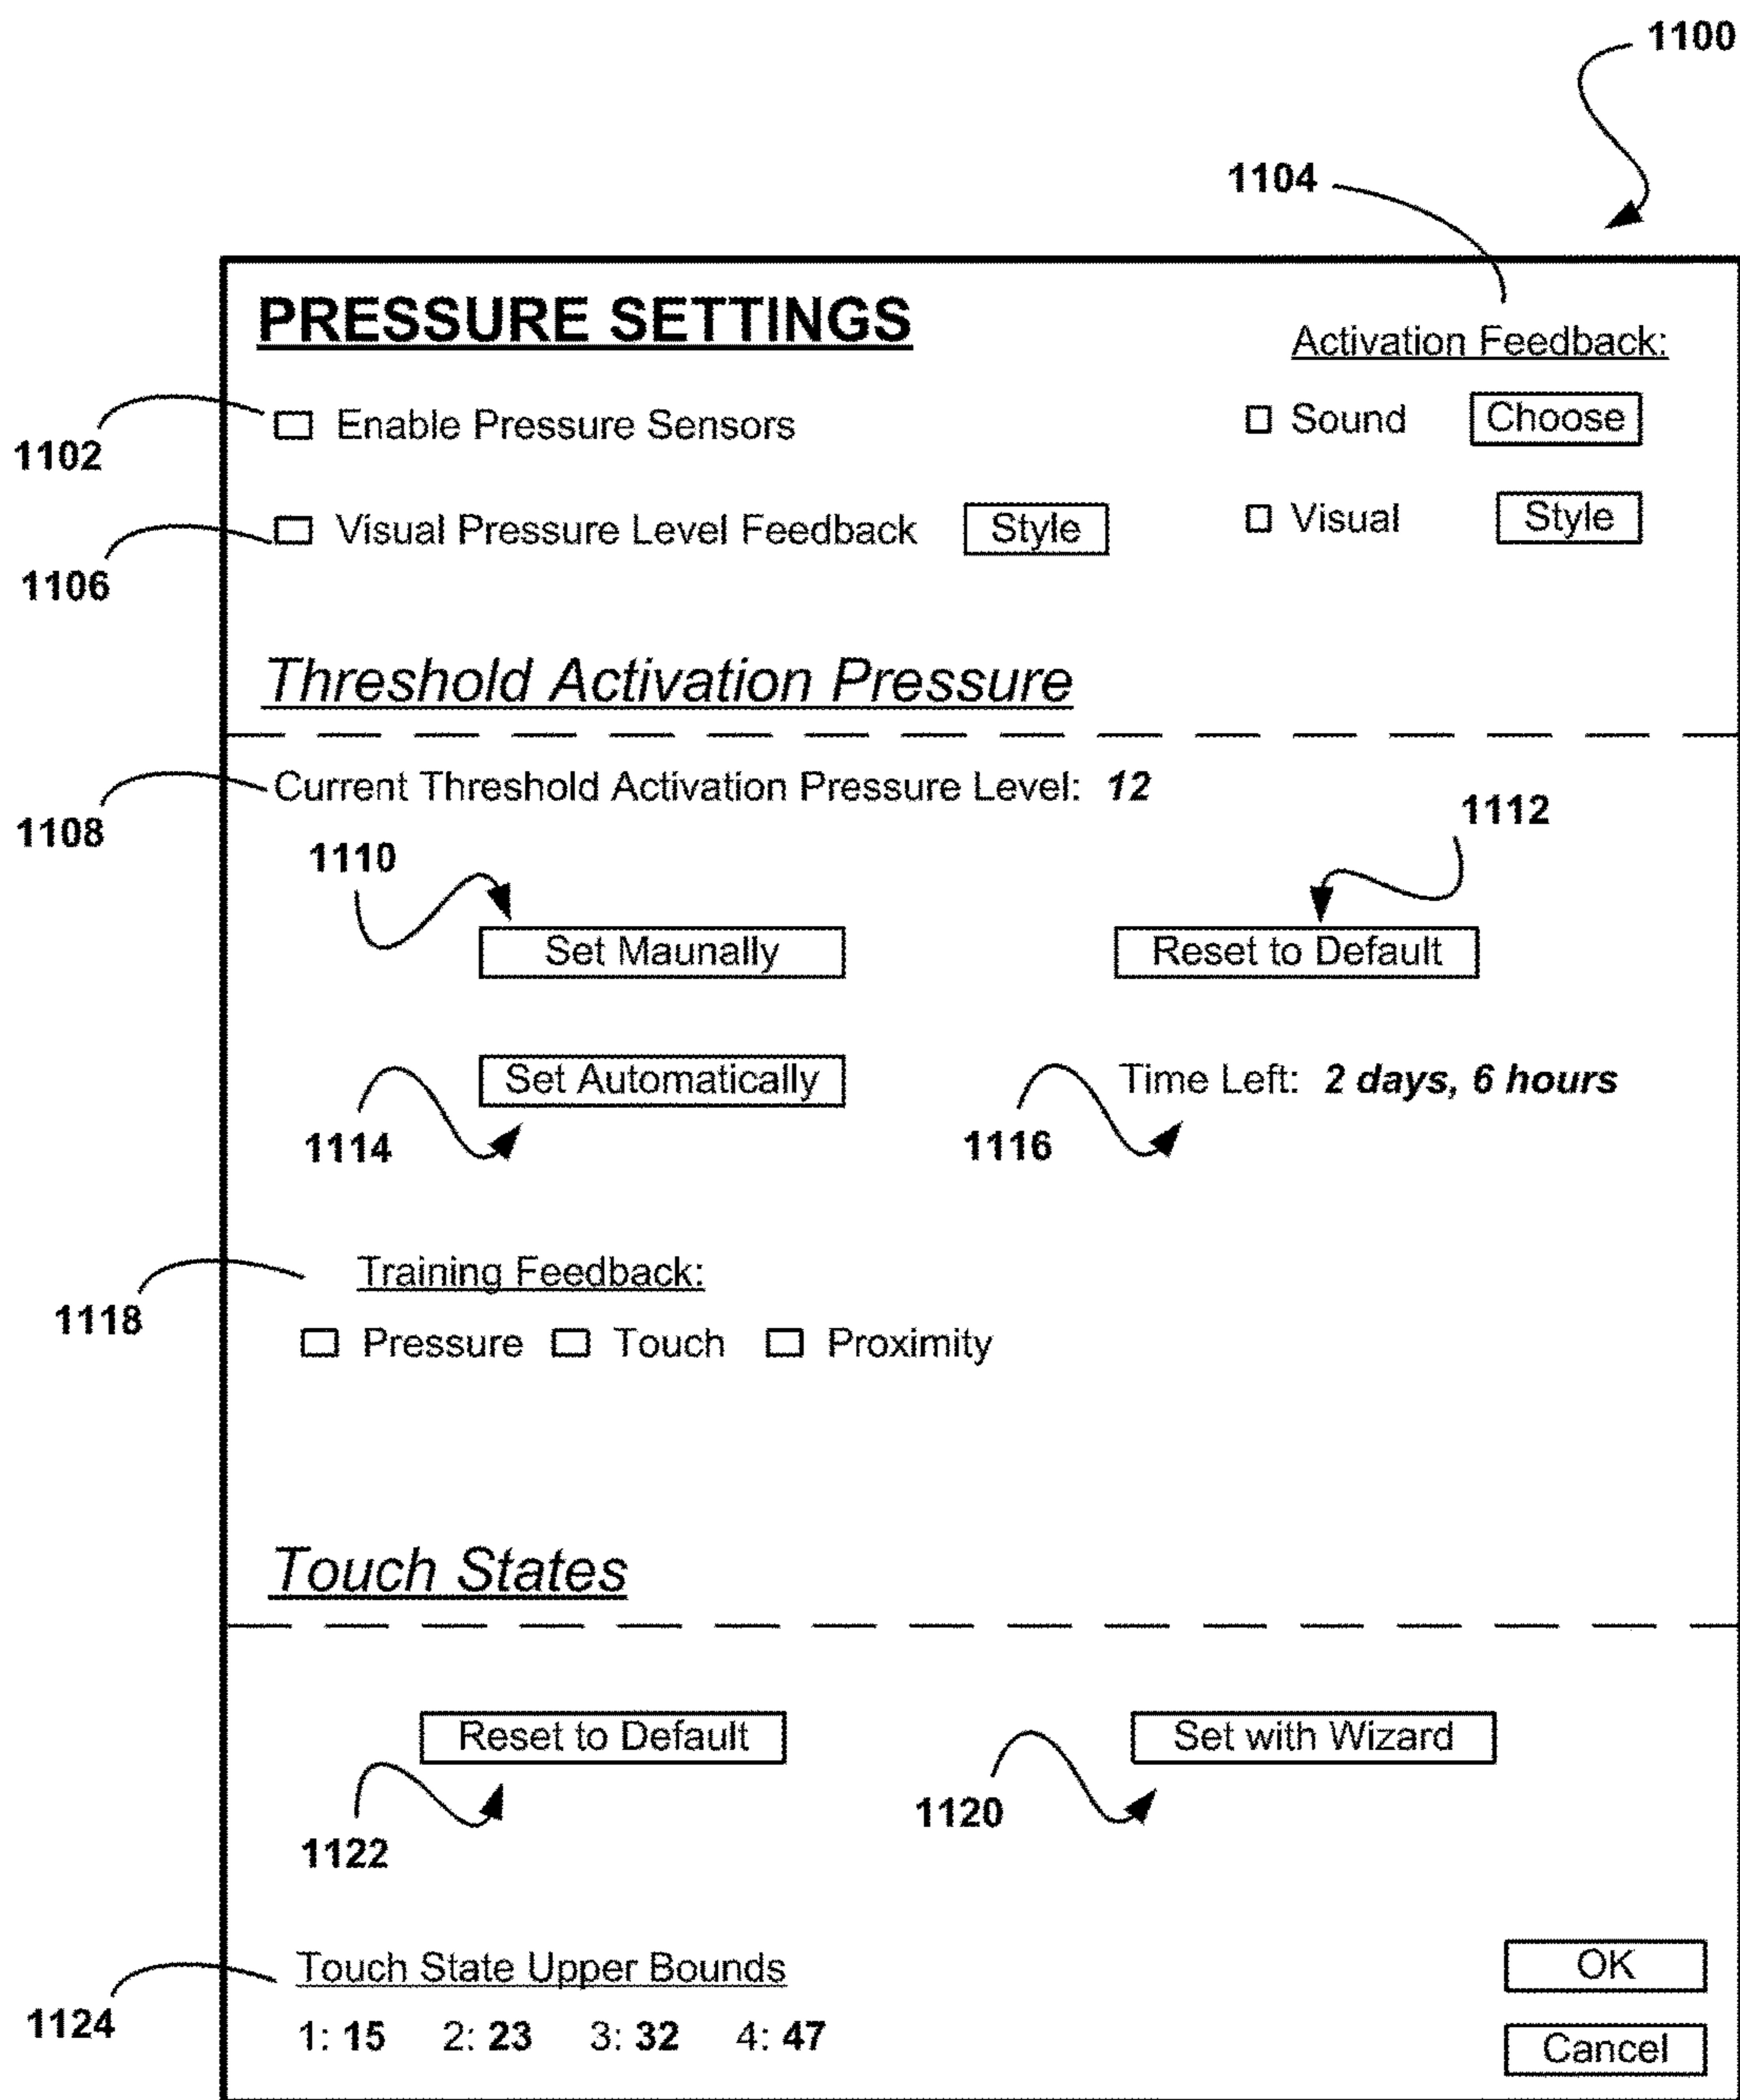 1100
1104
PRESSURE SETTINGS
Activation Feedback:
1102
Enable Pressure Sensors
Sound Choose
1106
Visual Pressure Level Feedback Style
Visual Style
Threshold Activation Pressure
1108
Current Threshold Activation Pressure Level: 12
1110
1112
Set Maunally
Reset to Default
Set Automatically
Time Left: 2 days, 6 hours
1114
1116
1118
Training Feedback:
Pressure Touch Proximity
Touch States
Reset to Default
Set with Wizard
1122
1120
1124
Touch State Upper Bounds
1: 15 2: 23 3: 32 4: 47
OK
Cancel